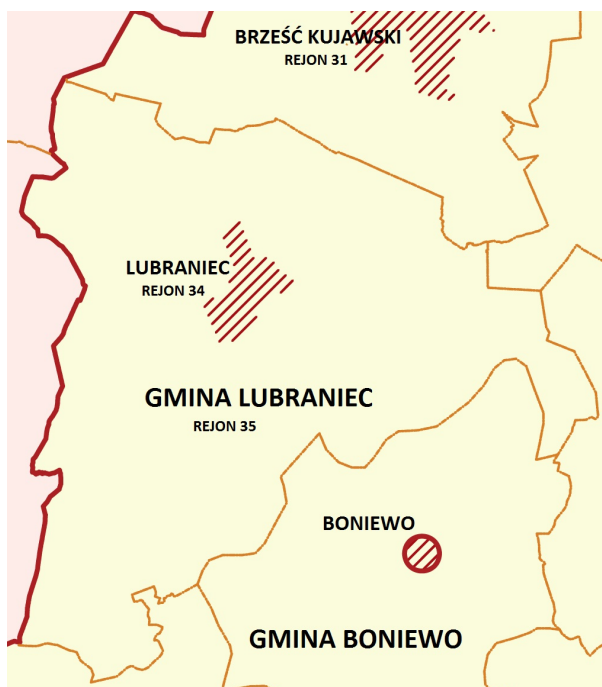 BRZEŚĆ KUJAWSKI
REJON 31
LUBRANIEC
REJON 34
GMINA LUBRANIEC
REJON 35
BONIEWO
GMINA BONIEWO